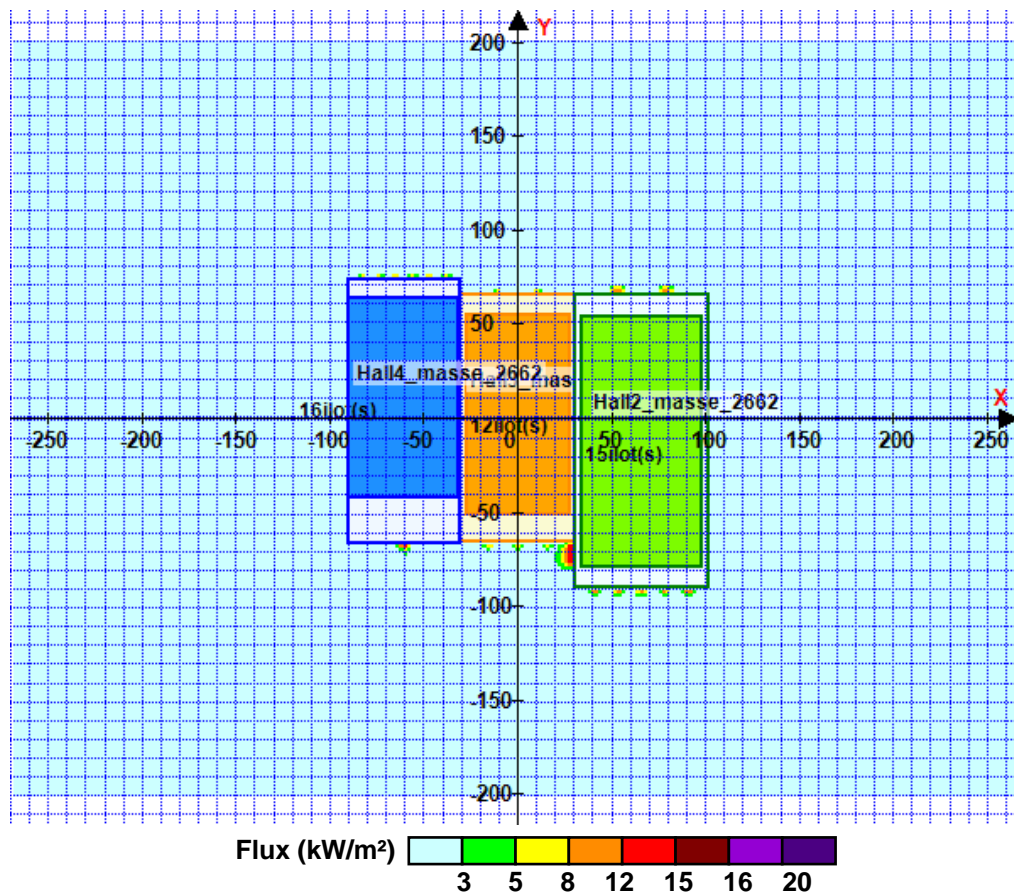 Y
200
150
100
50
Hall4_masse_2662
Hall3_mas
Hall2_masse_2662
X
16ilot(s)
12ilot(s)
-250 -200 -150 -100 -50 0 50 100 150 200 250
15ilot(s)
-50
-100
-150
-200
Flux (kW/m²)
3 5 8 12 15 16 20